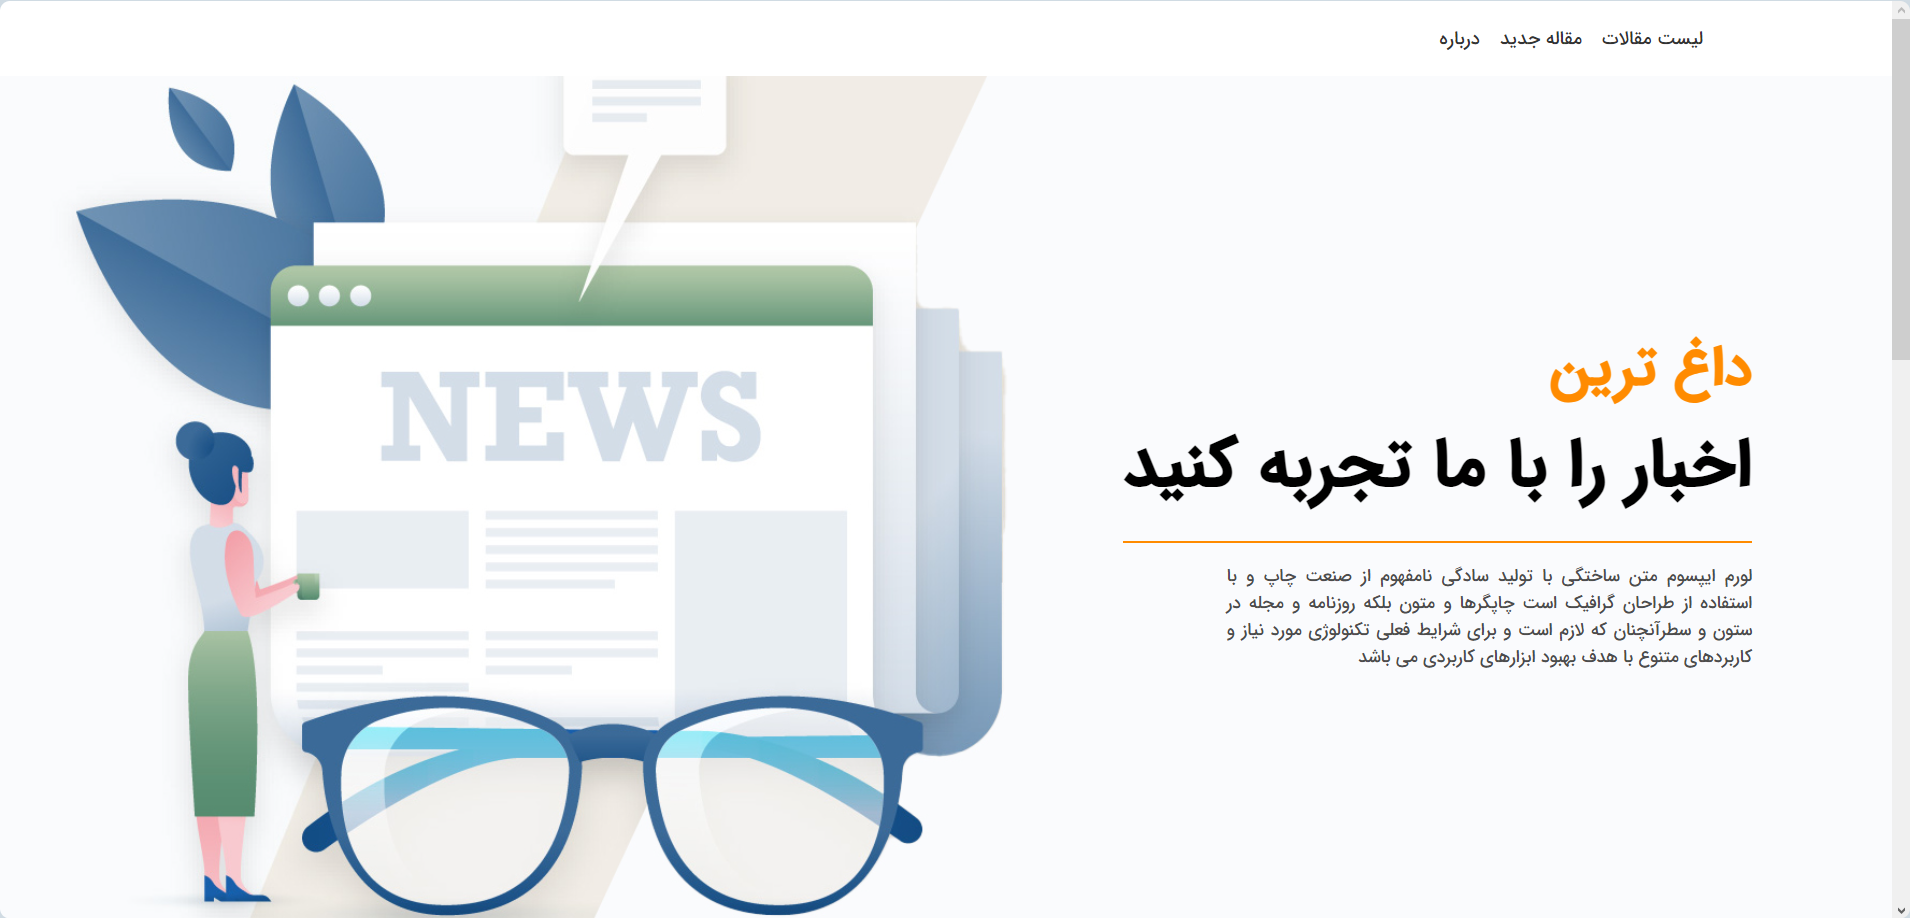 لیست مقالات مقاله جدید درباره
NEWS
داغ ترین
اخبار را با ما تجربه کنید
لورم ایپسوم متن ساختگی با تولید سادگی نامفهوم از صنعت چاپ و با
استفاده از طراحان گرافیک است چاپگرها و متون بلکه روزنامه و مجله در
ستون و سطرآنچنان که لازم است و برای شرایط فعلی تکنولوژی مورد نیاز و
کاربردهای متنوع با هدف بهبود ابزارهای کاربردی می باشد